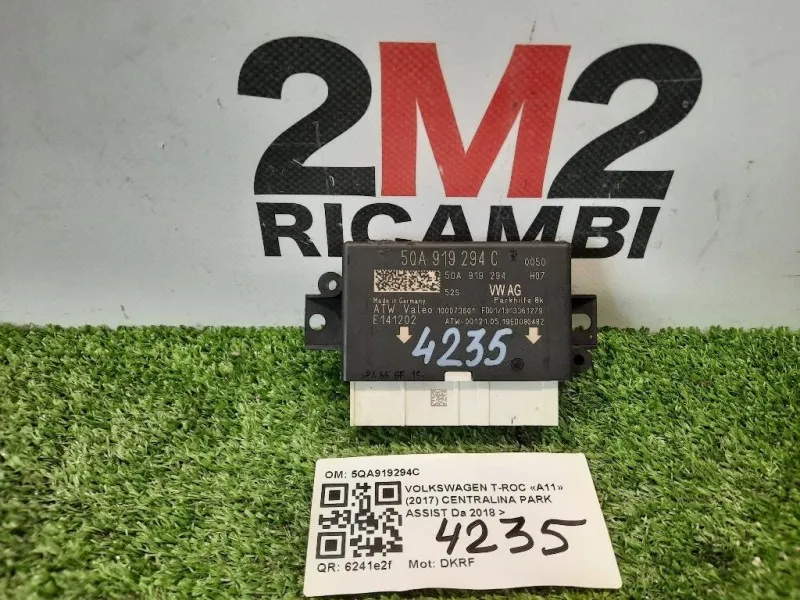 2M2
RICAMBI
5QA 919 294 C
0050
5QA 919 294
H07
52S
VW AG
Made in Germany
Parkhilfe 8k
ATW Valeo
E141202
4235
OM: 5QA919294C
VOLKSWAGEN T-ROC «A11»
(2017) CENTRALINA PARK
ASSIST Da 2018 >
4235
QR: 6241e2f
Mot: DKRF